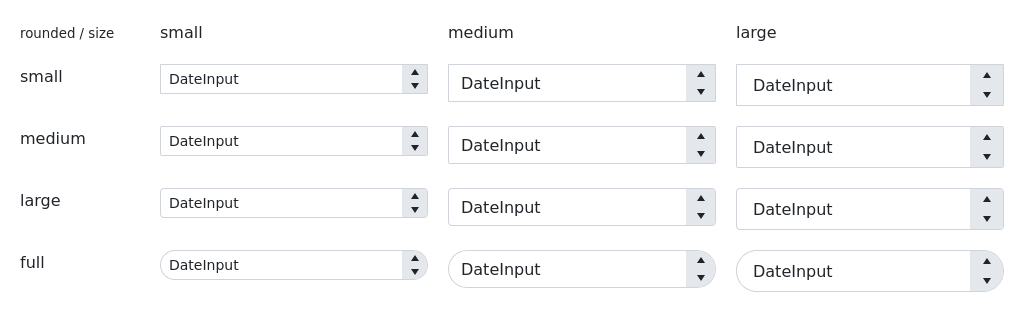 rounded / size small medium large
small DateInput DateInput DateInput
medium DateInput DateInput DateInput
large DateInput DateInput DateInput
full DateInput DateInput DateInput